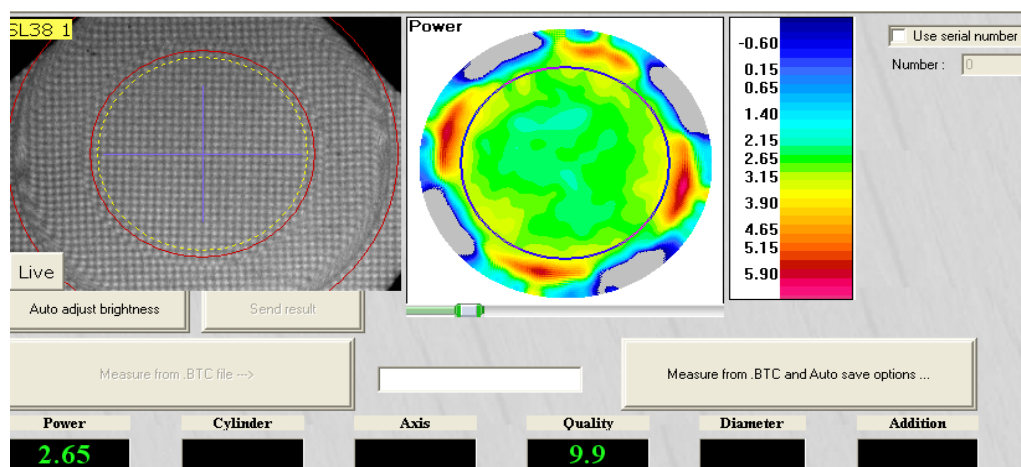 SL38 1
Power
Use serial number
Number :
0
-0.60
0.15
0.65
1.40
2.15
2.65
3.15
3.90
4.65
5.15
5.90
Live
Auto adjust brightness
Send result
Measure from .BTC file --->
Measure from .BTC and Auto save options ...
Power Cylinder Axis Quality Diameter Addition
2.65 9.9